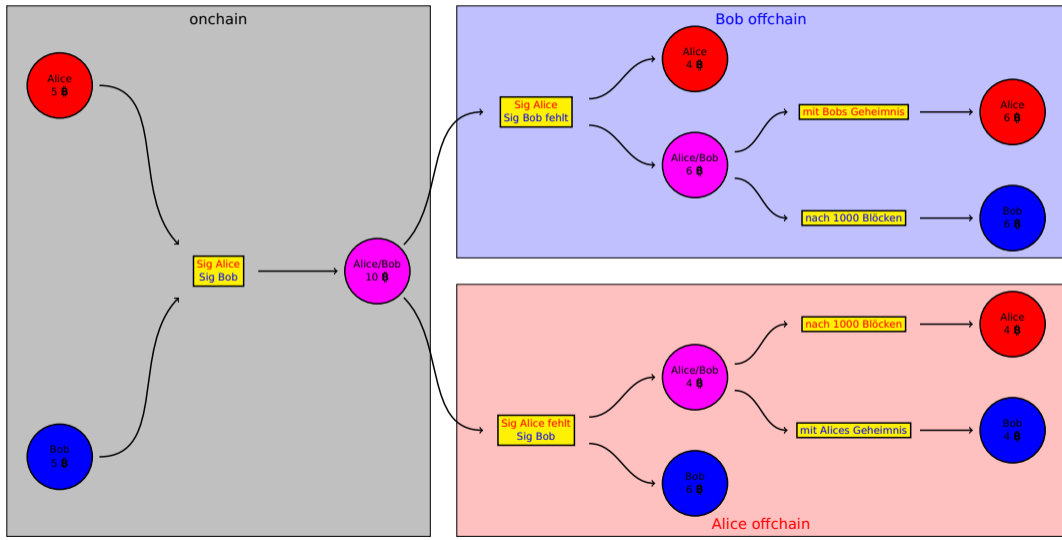 onchain
Alice
5 ฿
Bob
5 ฿
Sig Alice
Sig Bob
Alice/Bob
10 ฿
Bob offchain
Sig Alice
Sig Bob fehlt
Alice
4 ฿
Alice/Bob
6 ฿
mit Bobs Geheimnis
Alice
6 ฿
nach 1000 Blöcken
Bob
6 ฿
Sig Alice fehlt
Sig Bob
Alice/Bob
4 ฿
Bob
6 ฿
nach 1000 Blöcken
Alice
4 ฿
mit Alices Geheimnis
Bob
4 ฿
Alice offchain